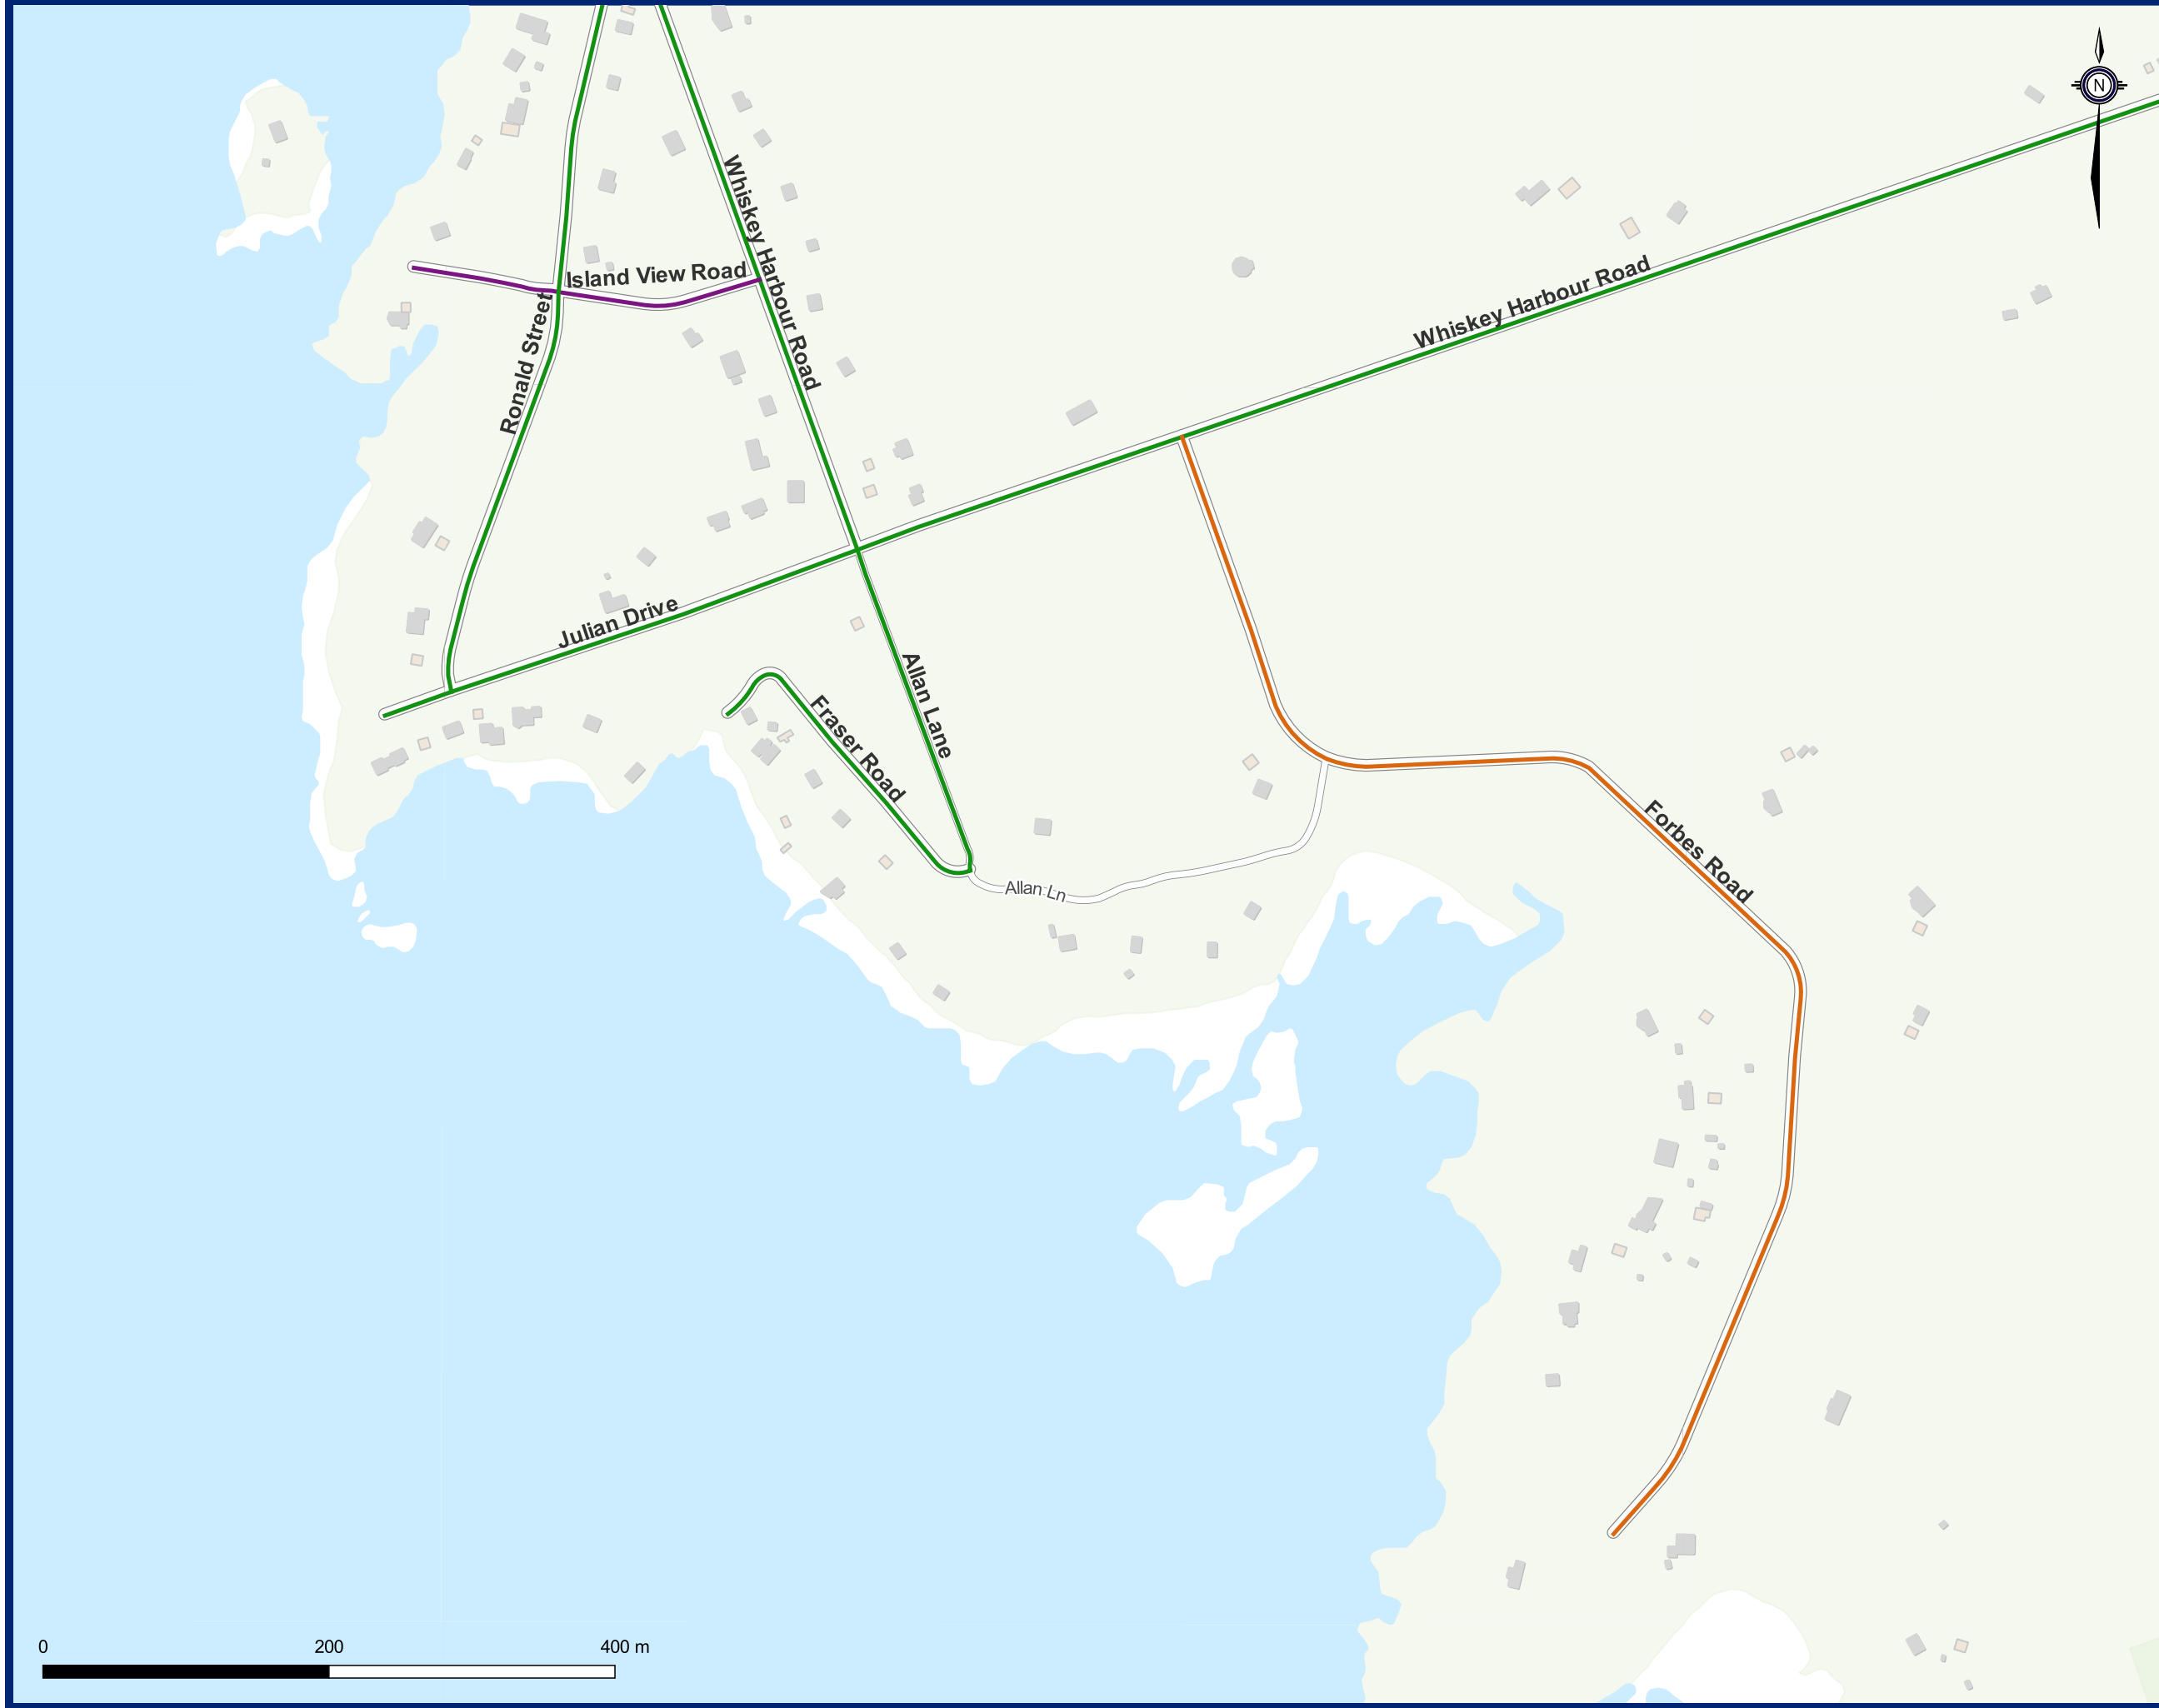 N
Whiskey Harbour Road
Island View Road
Whiskey Harbour Road
Ronald Street
Julian Drive
Allan Lane
Fraser Road
Forbes Road
Allan Ln
0 200 400 m